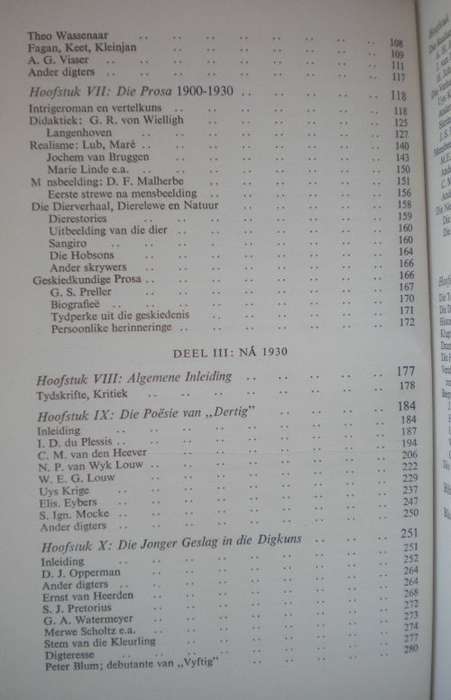 Theo Wassenaar .. .. .. .. .. .. 108
Fagan, Keet, Kleinjan .. .. .. .. .. 109
A. G. Visser .. .. .. .. .. .. 111
Ander digters .. .. .. .. .. .. 117
Hoofstuk VII: Die Prosa 1900-1930 .. .. .. .. 118
Intrigeroman en vertelkuns .. .. .. .. .. 118
Didaktiek: G. R. von Wielligh .. .. .. .. 125
Langenhoven .. .. .. .. .. .. 127
Realisme: Lub, Maré .. .. .. .. .. .. 140
Jochem van Bruggen .. .. .. .. .. 143
Marie Linde e.a. .. .. .. .. .. 150
M nsbeelding: D. F. Malherbe .. .. .. .. 151
Eerste strewe na mensbeelding .. .. .. .. 156
Die Dierverhaal, Dierelewe en Natuur .. .. .. 158
Dierestories .. .. .. .. .. .. 159
Uitbeelding van die dier .. .. .. .. .. 160
Sangiro .. .. .. .. .. .. .. 160
Die Hobsons .. .. .. .. .. .. 164
Ander skrywers .. .. .. .. .. .. 166
Geskiedkundige Prosa .. .. .. .. .. .. 166
G. S. Preller .. .. .. .. .. .. 167
Biografieë .. .. .. .. .. .. .. 170
Tydperke uit die geskiedenis .. .. .. .. 171
Persoonlike herinneringe .. .. .. .. .. 172
DEEL III: NÁ 1930
Hoofstuk VIII: Algemene Inleiding .. .. .. .. 177
Tydskrifte, Kritiek .. .. .. .. .. .. 178
Hoofstuk IX: Die Poësie van „Dertig” .. .. .. .. 184
Inleiding .. .. .. .. .. .. .. 184
I. D. du Plessis .. .. .. .. .. .. .. 187
C. M. van den Heever .. .. .. .. .. .. 194
N. P. van Wyk Louw .. .. .. .. .. .. 206
W. E. G. Louw .. .. .. .. .. .. 222
Uys Krige .. .. .. .. .. .. .. 229
Elis. Eybers .. .. .. .. .. .. .. 237
S. Ign. Mocke .. .. .. .. .. .. 247
Ander digters .. .. .. .. .. .. 250
Hoofstuk X: Die Jonger Geslag in die Digkuns .. .. 251
Inleiding .. .. .. .. .. .. .. 251
D. J. Opperman .. .. .. .. .. .. 252
Ander digters .. .. .. .. .. .. 264
Ernst van Heerden .. .. .. .. .. .. 264
S. J. Pretorius .. .. .. .. .. .. 268
G. A. Watermeyer .. .. .. .. .. .. 272
Merwe Scholtz e.a. .. .. .. .. .. .. 273
Stem van die Kleurling .. .. .. .. .. 274
Digteresse .. .. .. .. .. .. .. 277
Peter Blum; debutante van „Vyftig” .. .. .. .. 280